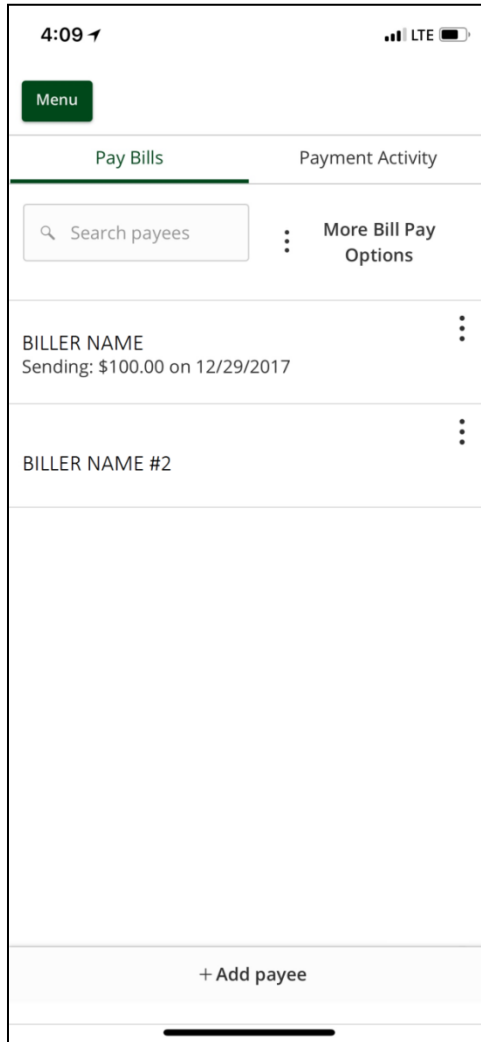 4:09 LTE
Menu
Pay Bills Payment Activity
Search payees
More Bill Pay
Options
BILLER NAME
Sending: $100.00 on 12/29/2017
BILLER NAME #2
+ Add payee